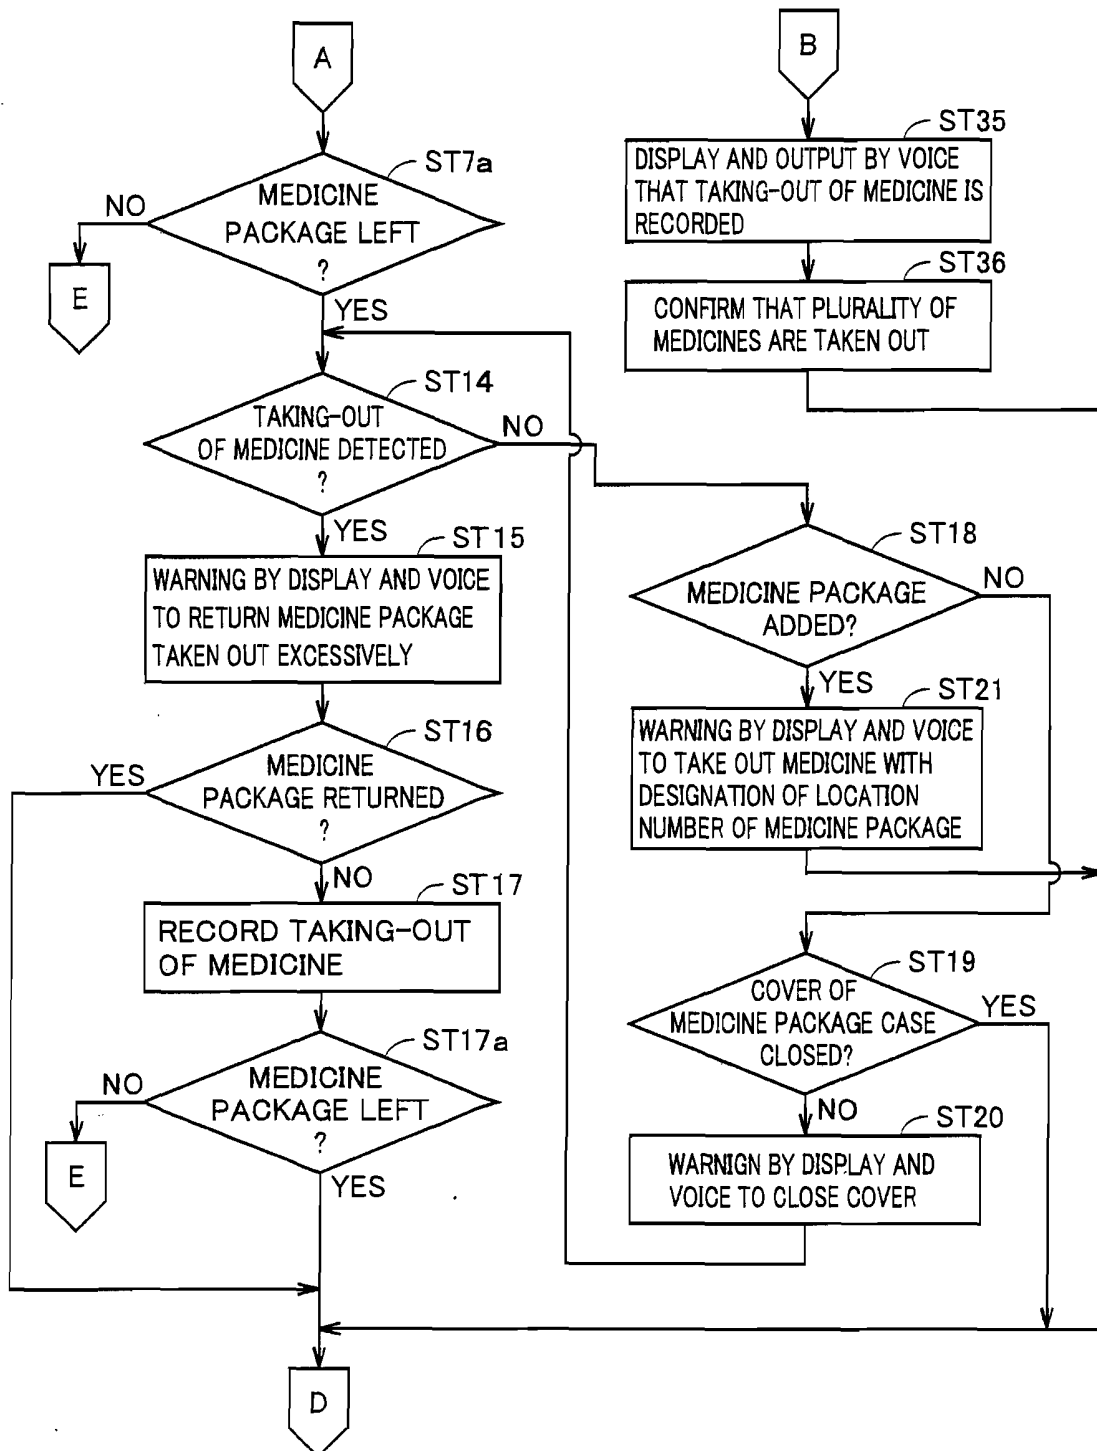 A
ST7a
MEDICINE
PACKAGE LEFT
?
NO
E
YES
ST14
TAKING-OUT
OF MEDICINE DETECTED
?
NO
YES
ST15
WARNING BY DISPLAY AND VOICE
TO RETURN MEDICINE PACKAGE
TAKEN OUT EXCESSIVELY
ST16
MEDICINE
PACKAGE RETURNED
?
YES
NO
ST17
RECORD TAKING-OUT
OF MEDICINE
ST17a
MEDICINE
PACKAGE LEFT
?
NO
E
YES
D
B
ST35
DISPLAY AND OUTPUT BY VOICE
THAT TAKING-OUT OF MEDICINE IS
RECORDED
ST36
CONFIRM THAT PLURALITY OF
MEDICINES ARE TAKEN OUT
ST18
MEDICINE PACKAGE
ADDED?
NO
YES
ST21
WARNING BY DISPLAY AND VOICE
TO TAKE OUT MEDICINE WITH
DESIGNATION OF LOCATION
NUMBER OF MEDICINE PACKAGE
ST19
COVER OF
MEDICINE PACKAGE CASE
CLOSED?
YES
NO
ST20
WARNIGN BY DISPLAY AND
VOICE TO CLOSE COVER